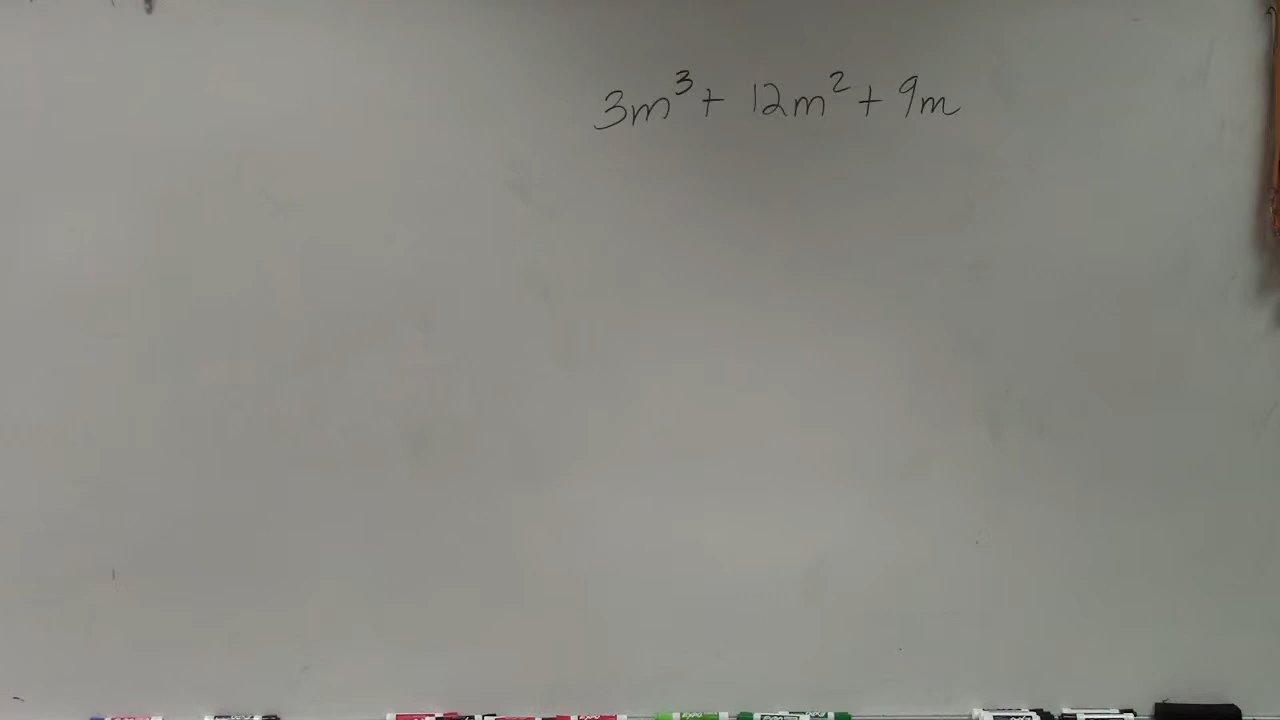 3m³ + 12m² + 9m